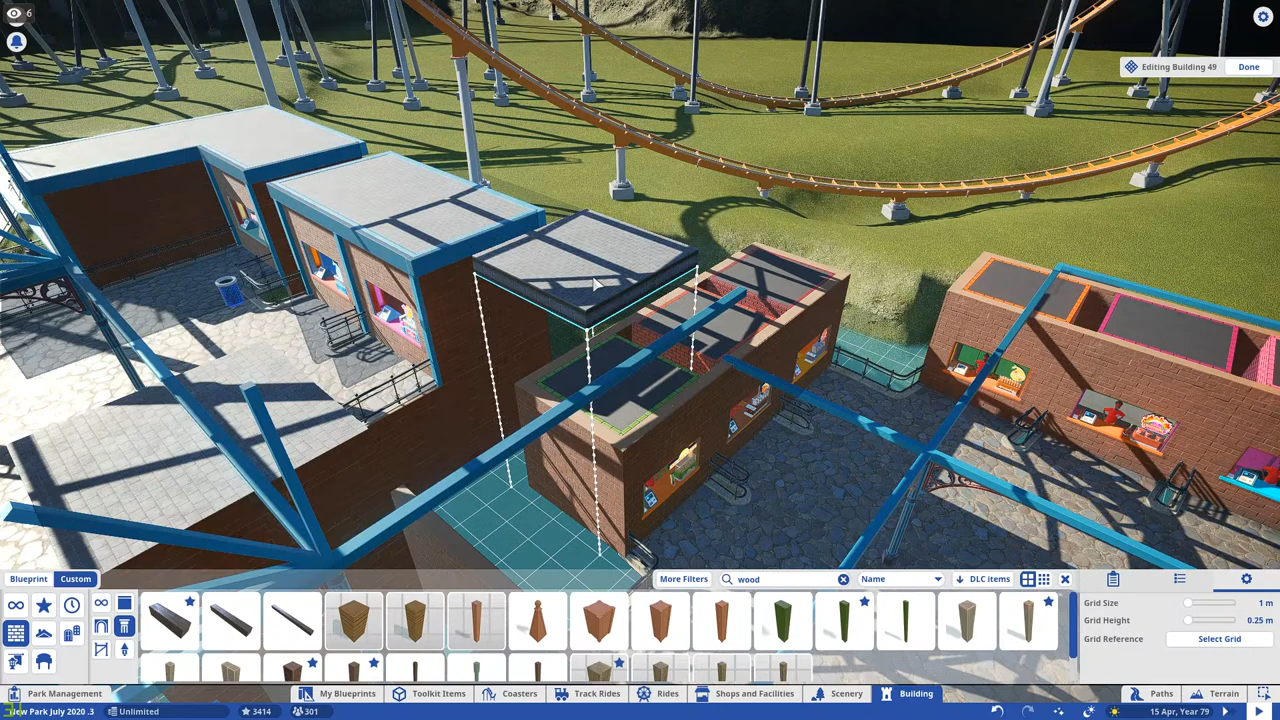 6
Editing Building 49 Done
Blueprint Custom
More Filters wood Name DLC items
Grid Size 1 m
Grid Height 0.25 m
Grid Reference Select Grid
Park Management My Blueprints Toolkit Items Coasters Track Rides Rides Shops and Facilities Scenery Building Paths Terrain
New Park July 2020 .3 Unlimited 3414 301 15 Apr, Year 79